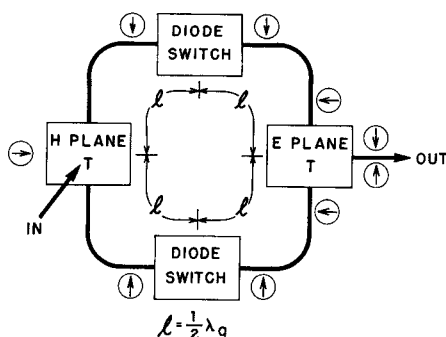 DIODE
SWITCH
ℓ ℓ
H PLANE
T
E PLANE
T
OUT
IN
ℓ ℓ
DIODE
SWITCH
ℓ = 1/2 λg